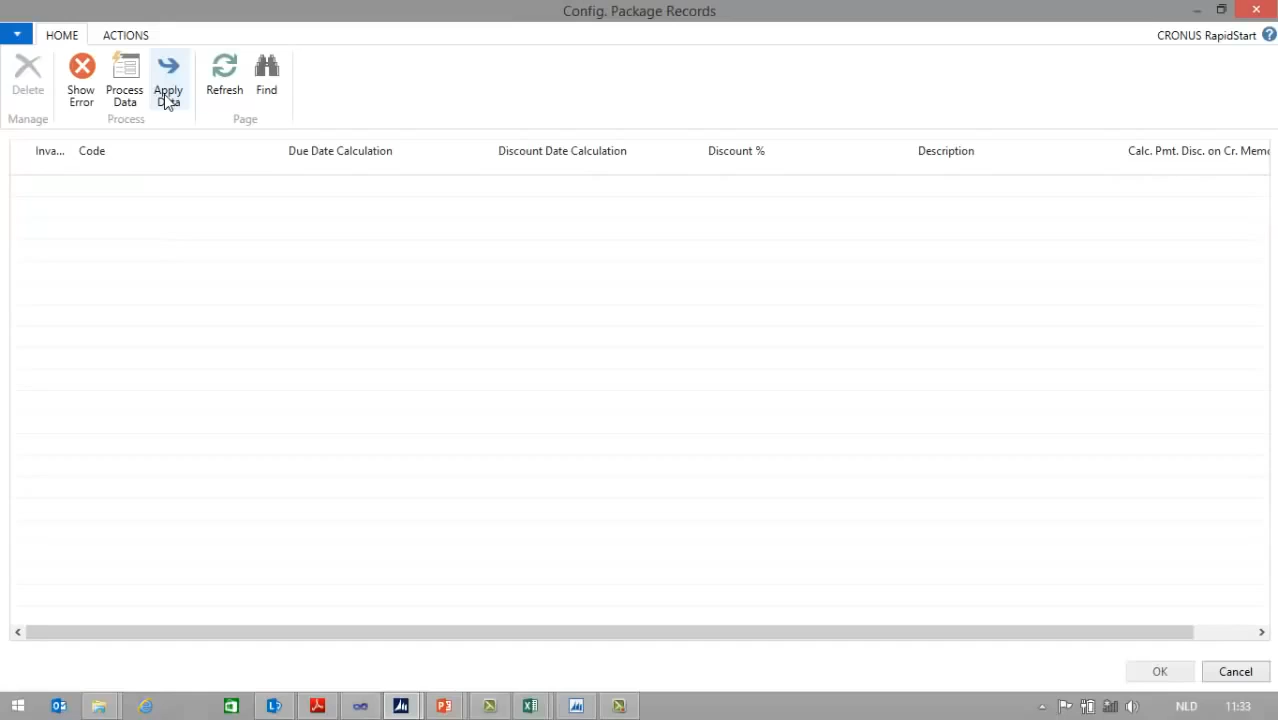 Config. Package Records
HOME ACTIONS CRONUS RapidStart
Delete Show Error Process Data Apply Data Refresh Find
Manage Process Page
Inva... Code Due Date Calculation Discount Date Calculation Discount % Description Calc. Pmt. Disc. on Cr. Memo
OK Cancel
NLD 11:33